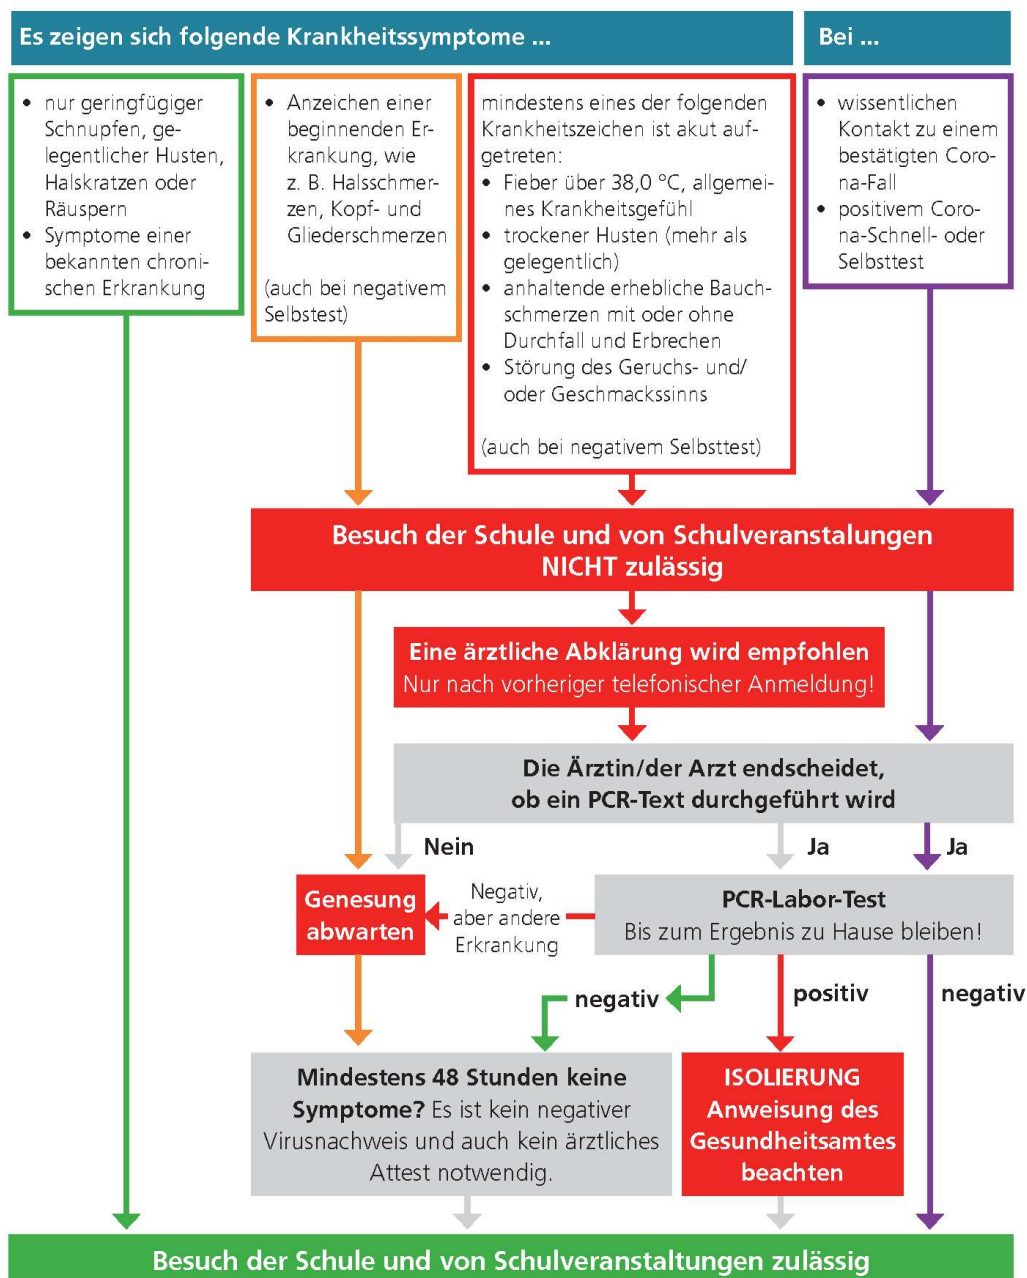 Es zeigen sich folgende Krankheitssymptome ...
Bei ...
• nur geringfügiger
Schnupfen, ge-
legentlicher Husten,
Halskratzen oder
Räuspern
• Symptome einer
bekannten chroni-
schen Erkrankung
• Anzeichen einer
beginnenden Er-
krankung, wie
z. B. Halsschmer-
zen, Kopf- und
Gliederschmerzen
(auch bei negativem
Selbstest)
mindestens eines der folgenden
Krankheitszeichen ist akut auf-
getreten:
• Fieber über 38,0 °C, allgemei-
nes Krankheitsgefühl
• trockener Husten (mehr als
gelegentlich)
• anhaltende erhebliche Bauch-
schmerzen mit oder ohne
Durchfall und Erbrechen
• Störung des Geruchs- und/
oder Geschmackssinns
(auch bei negativem Selbsttest)
• wissentlichen
Kontakt zu einem
bestätigten Coro-
na-Fall
• positivem Coro-
na-Schnell- oder
Selbsttest
Besuch der Schule und von Schulveranstalungen
NICHT zulässig
Eine ärztliche Abklärung wird empfohlen
Nur nach vorheriger telefonischer Anmeldung!
Die Ärztin/der Arzt endscheidet,
ob ein PCR-Text durchgeführt wird
Nein
Ja
Ja
Genesung
abwarten
Negativ,
aber andere
Erkrankung
PCR-Labor-Test
Bis zum Ergebnis zu Hause bleiben!
negativ
positiv
negativ
Mindestens 48 Stunden keine
Symptome? Es ist kein negativer
Virusnachweis und auch kein ärztliches
Attest notwendig.
ISOLIERUNG
Anweisung des
Gesundheitsamtes
beachten
Besuch der Schule und von Schulveranstaltungen zulässig